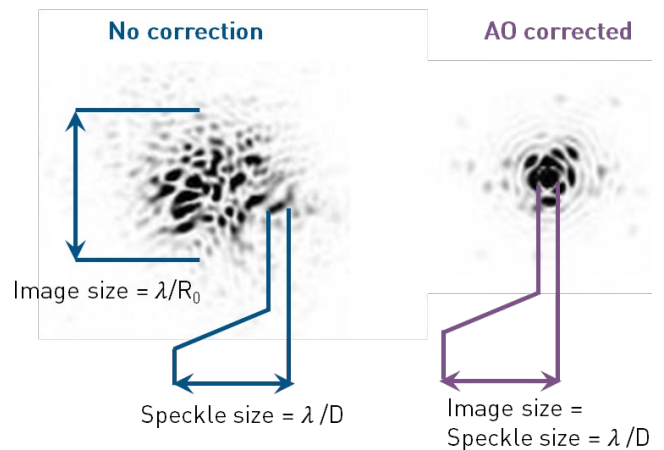 No correction
AO corrected
Image size = λ/R₀
Speckle size = λ/D
Image size =
Speckle size = λ/D